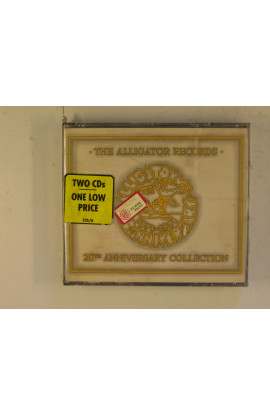 · THE ALLIGATOR RECORDS ·
TWO CDs
ONE LOW
PRICE
20TH ANNIVERSARY COLLECTION